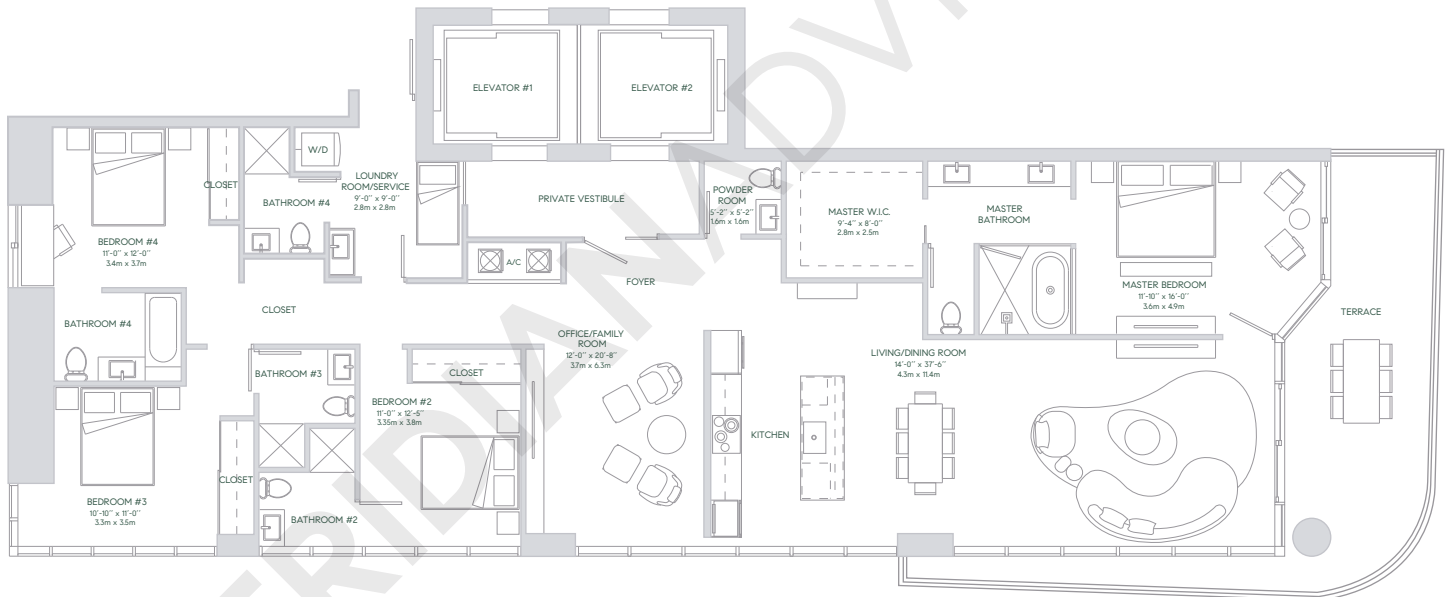 ELEVATOR #1
ELEVATOR #2
W/D
CLOSET
LOUNDRY
ROOM/SERVICE
9'-0'' x 9'-0''
2.8m x 2.8m
BATHROOM #4
PRIVATE VESTIBULE
POWDER
ROOM
5'-2'' x 5'-2''
1.6m x 1.6m
MASTER W.I.C.
9'-4'' x 8'-0''
2.8m x 2.5m
MASTER
BATHROOM
BEDROOM #4
11'-0'' x 12'-0''
3.4m x 3.7m
A/C
FOYER
MASTER BEDROOM
11'-10'' x 16'-0''
3.6m x 4.9m
CLOSET
TERRACE
BATHROOM #4
OFFICE/FAMILY
ROOM
12'-0'' x 20'-8''
3.7m x 6.3m
LIVING/DINING ROOM
14'-0'' x 37'-6''
4.3m x 11.4m
BATHROOM #3
CLOSET
BEDROOM #2
11'-0'' x 12'-5''
3.35m x 3.8m
KITCHEN
CLOSET
BEDROOM #3
10'-10'' x 11'-0''
3.3m x 3.5m
BATHROOM #2
ERIDIANADV